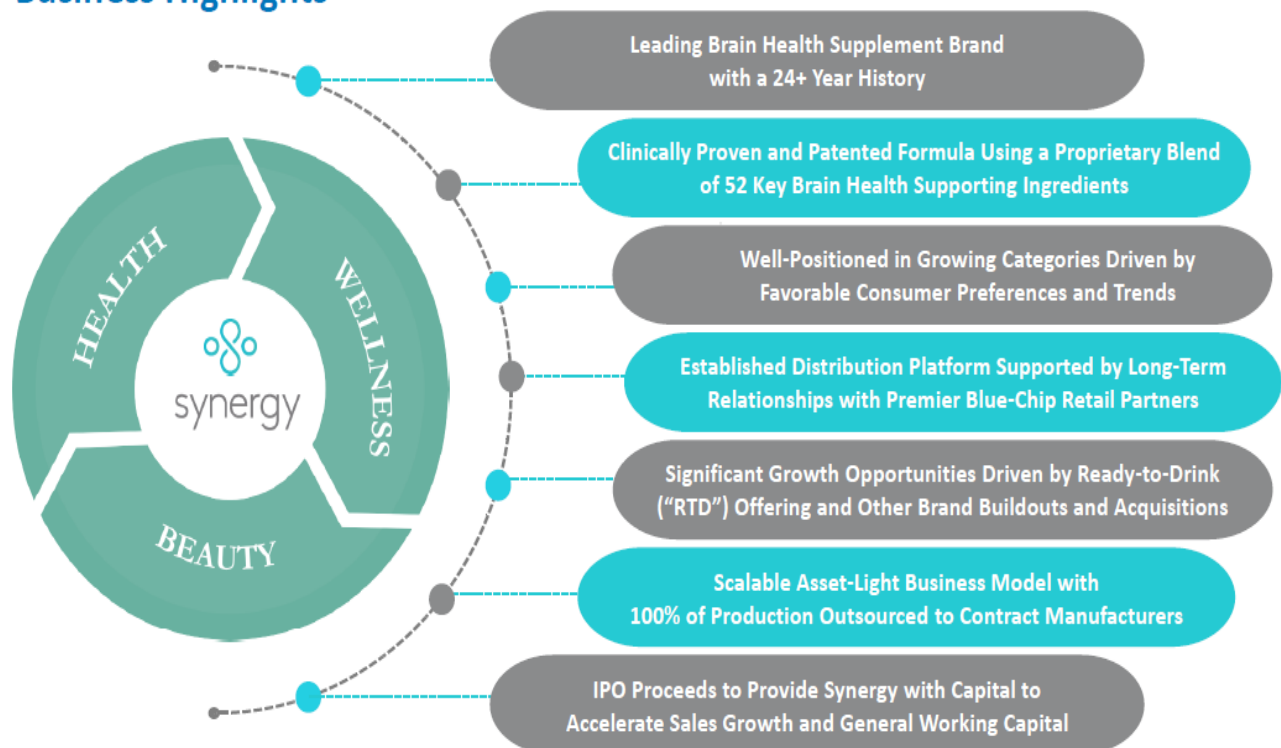 Business Highlights
Leading Brain Health Supplement Brand
with a 24+ Year History
Clinically Proven and Patented Formula Using a Proprietary Blend
of 52 Key Brain Health Supporting Ingredients
Well-Positioned in Growing Categories Driven by
Favorable Consumer Preferences and Trends
Established Distribution Platform Supported by Long-Term
Relationships with Premier Blue-Chip Retail Partners
Significant Growth Opportunities Driven by Ready-to-Drink
(“RTD”) Offering and Other Brand Buildouts and Acquisitions
Scalable Asset-Light Business Model with
100% of Production Outsourced to Contract Manufacturers
IPO Proceeds to Provide Synergy with Capital to
Accelerate Sales Growth and General Working Capital
HEALTH
WELLNESS
BEAUTY
synergy